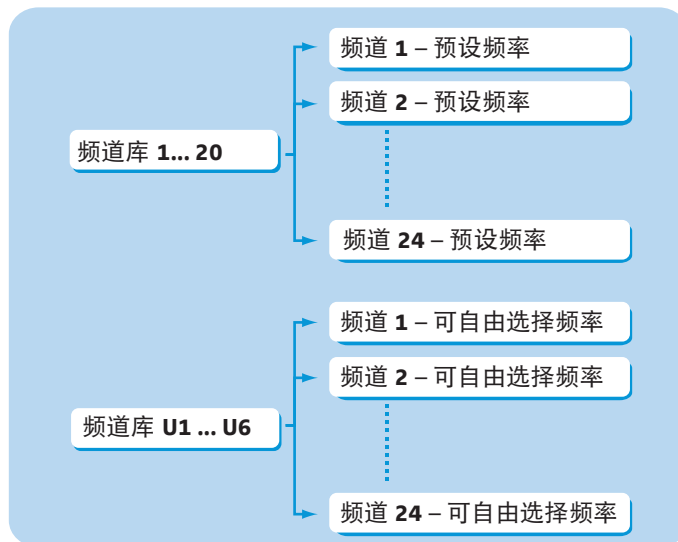 频道 1 – 预设频率
频道 2 – 预设频率
频道库 1... 20
频道 24 – 预设频率
频道 1 – 可自由选择频率
频道 2 – 可自由选择频率
频道库 U1 ... U6
频道 24 – 可自由选择频率